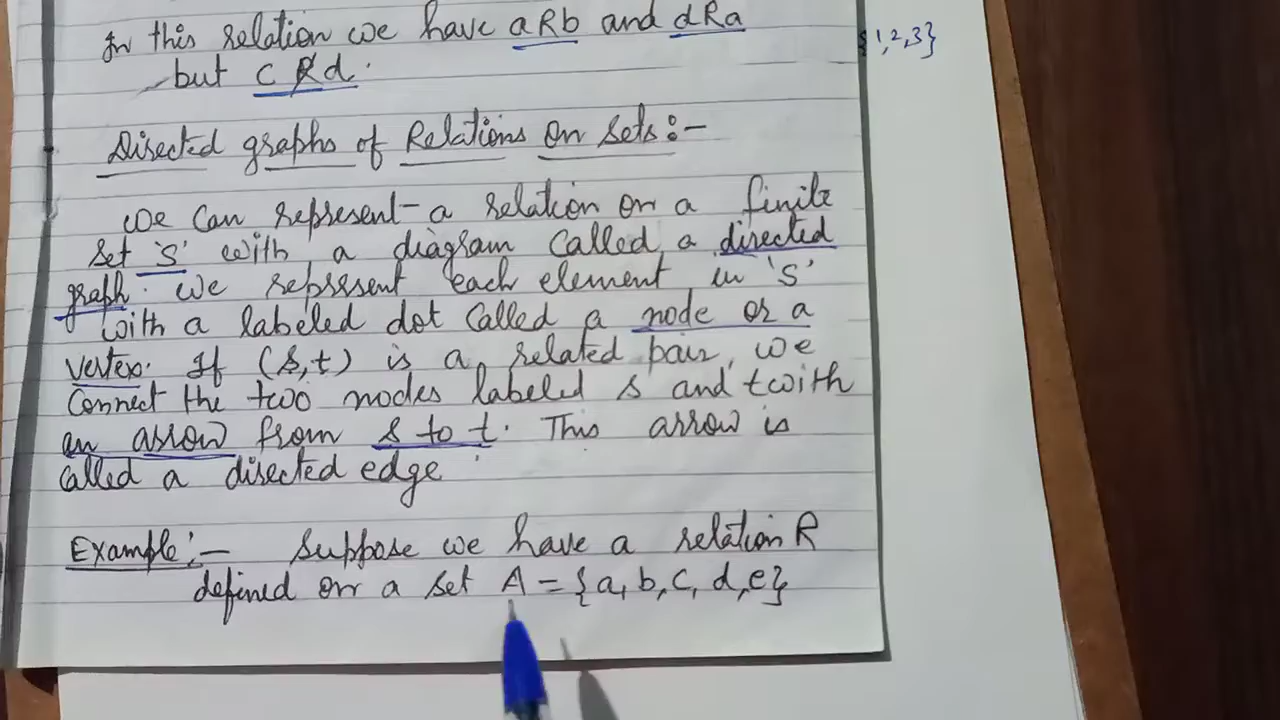 In this relation we have aRb and dRa
{1,2,3}
but c R̸ d.
Directed graphs of Relations on sets:-
We can represent a relation on a finite
set 'S' with a diagram called a directed
graph. We represent each element in 'S'
with a labeled dot called a node or a
vertex. If (s,t) is a related pair, we
connect the two nodes labeled s and t with
an arrow from s to t. This arrow is
called a directed edge.
Example:- Suppose we have a relation R
defined on a set A = {a, b, c, d, e}